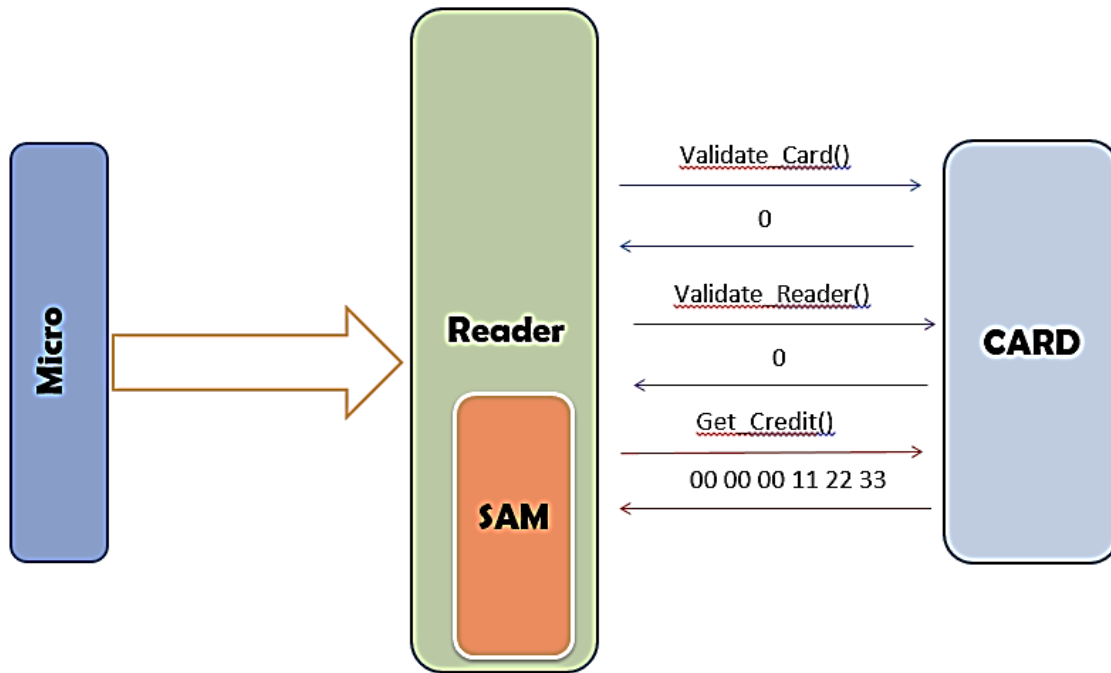 Micro
Reader
SAM
Validate_Card()
0
Validate_Reader()
0
Get_Credit()
00 00 00 11 22 33
CARD